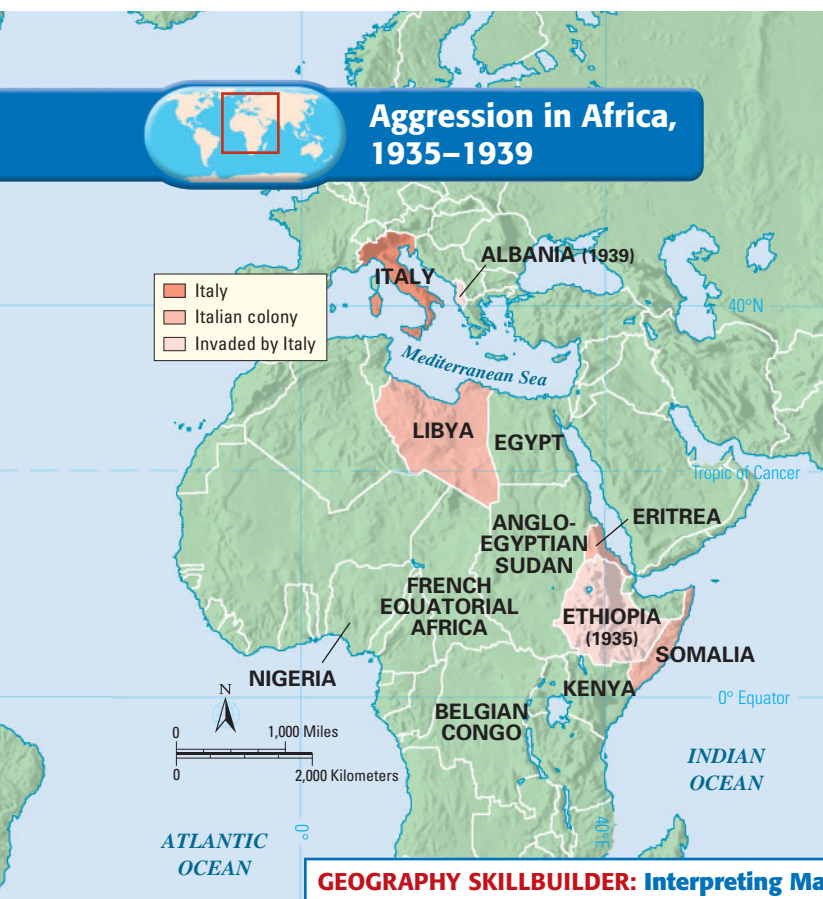 Aggression in Africa,
1935–1939
ALBANIA (1939)
ITALY
Italy
Italian colony
Invaded by Italy
40°N
Mediterranean Sea
LIBYA
EGYPT
Tropic of Cancer
ANGLO-
EGYPTIAN
SUDAN
ERITREA
FRENCH
EQUATORIAL
AFRICA
ETHIOPIA
(1935)
SOMALIA
NIGERIA
KENYA
0° Equator
N
BELGIAN
CONGO
0 1,000 Miles
0 2,000 Kilometers
INDIAN
OCEAN
ATLANTIC
OCEAN
0°
40°E
GEOGRAPHY SKILLBUILDER: Interpreting Ma